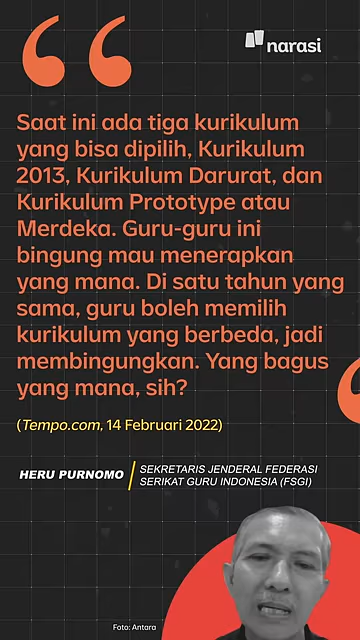 narasi
Saat ini ada tiga kurikulum
yang bisa dipilih, Kurikulum
2013, Kurikulum Darurat, dan
Kurikulum Prototype atau
Merdeka. Guru-guru ini
bingung mau menerapkan
yang mana. Di satu tahun yang
sama, guru boleh memilih
kurikulum yang berbeda, jadi
membingungkan. Yang bagus
yang mana, sih?
(Tempo.com, 14 Februari 2022)
HERU PURNOMO
SEKRETARIS JENDERAL FEDERASI
SERIKAT GURU INDONESIA (FSGI)
Foto: Antara